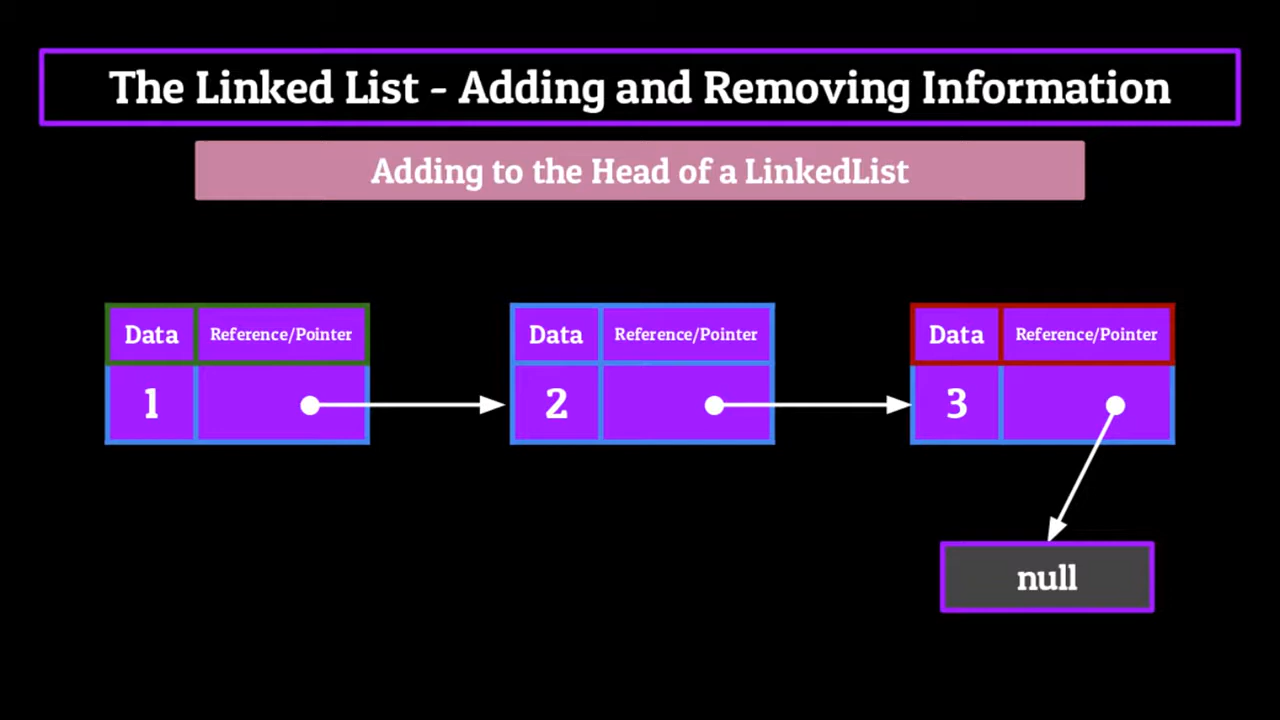 The Linked List - Adding and Removing Information
Adding to the Head of a LinkedList
Data Reference/Pointer Data Reference/Pointer Data Reference/Pointer
1 2 3
null